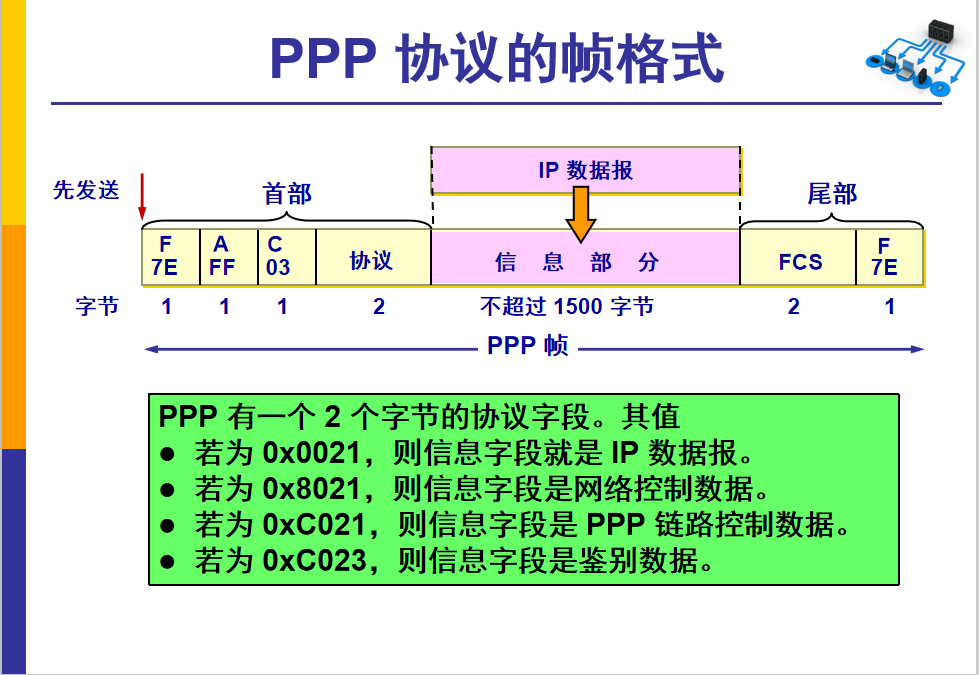 PPP 协议的帧格式
IP 数据报
先发送
首部
尾部
F A C F
7E FF 03 协议 信 息 部 分 FCS 7E
字节 1 1 1 2 不超过 1500 字节 2 1
PPP 帧
PPP 有一个 2 个字节的协议字段。其值
● 若为 0x0021，则信息字段就是 IP 数据报。
● 若为 0x8021，则信息字段是网络控制数据。
● 若为 0xC021，则信息字段是 PPP 链路控制数据。
● 若为 0xC023，则信息字段是鉴别数据。